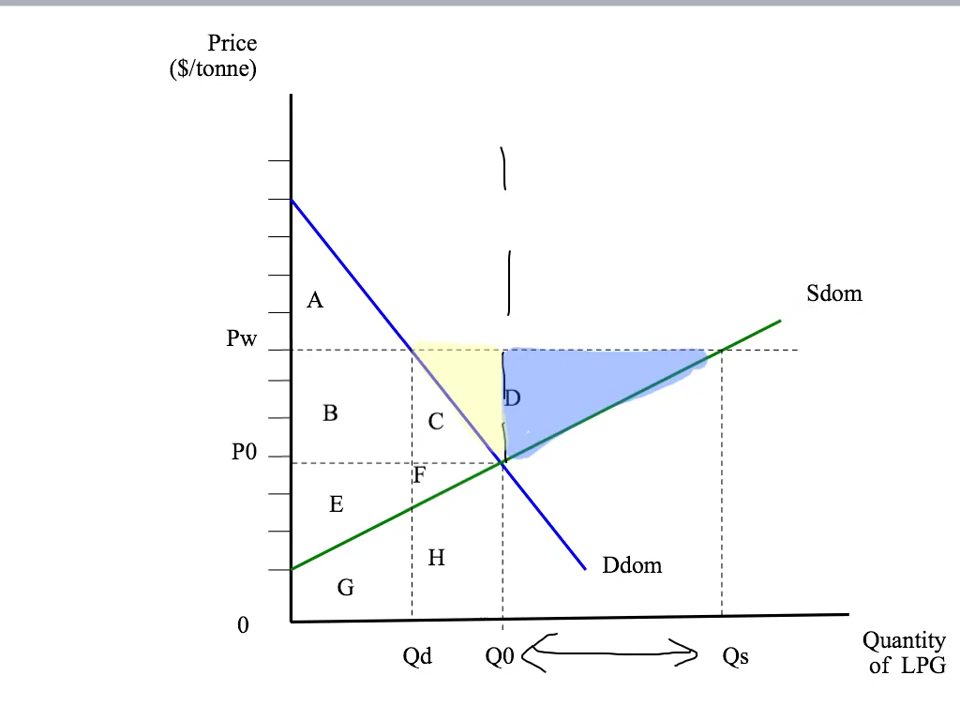 Price
($/tonne)
Sdom
A
Pw
D
B
C
P0
F
E
H
Ddom
G
0
Qd
Q0
Qs
Quantity
of LPG